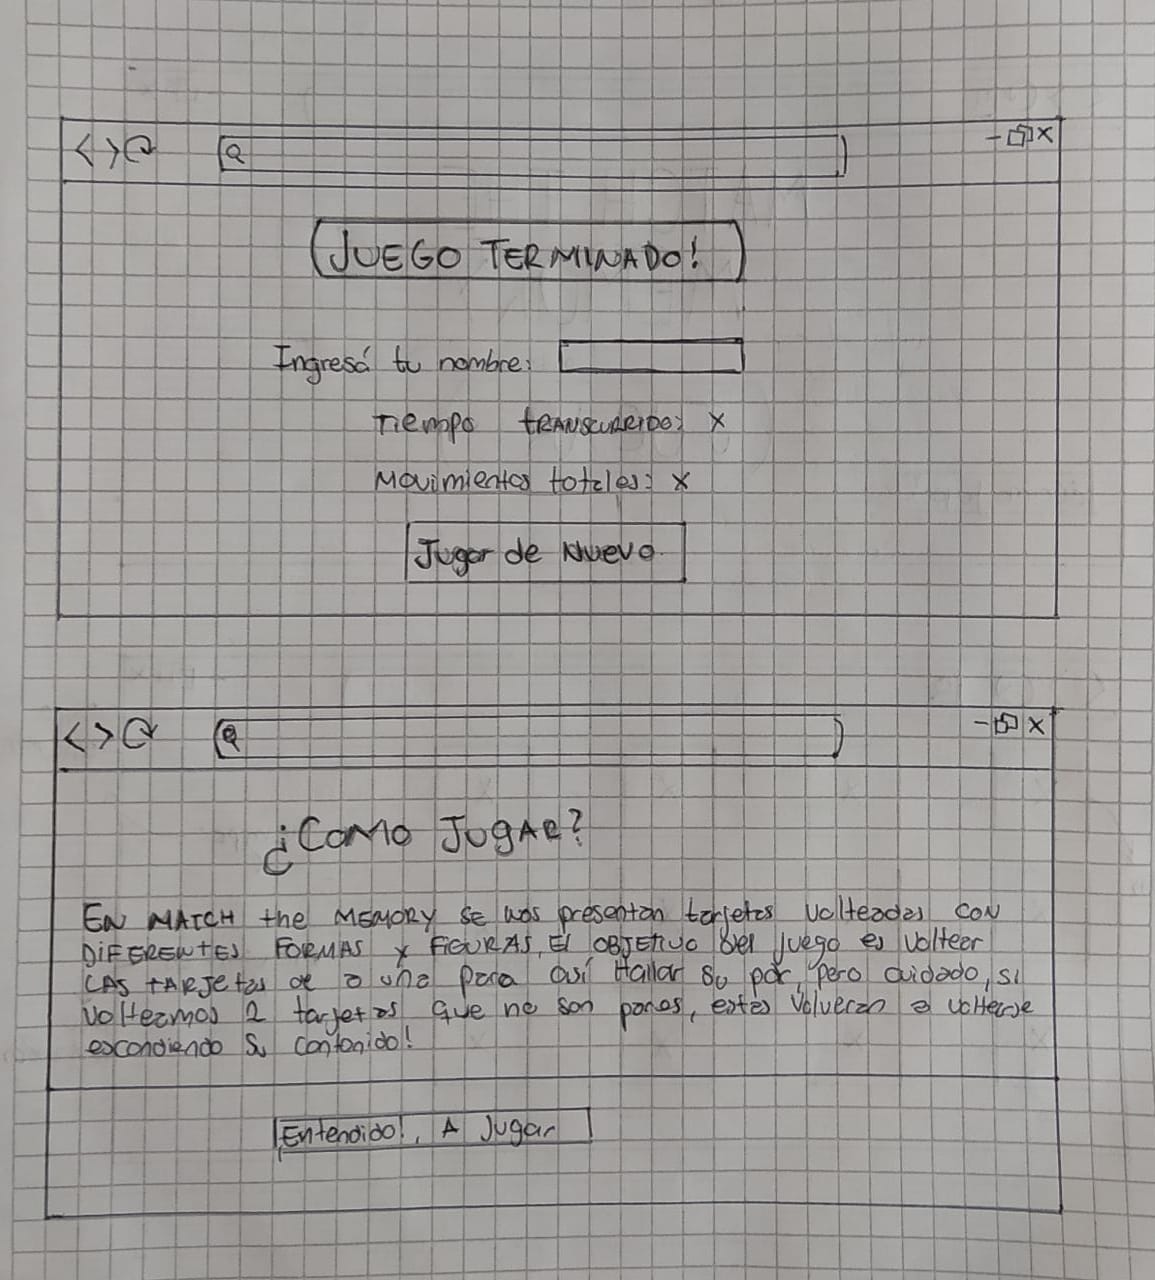 JUEGO TERMINADO!
Ingresá tu nombre:
Tiempo transcurrido: x
Movimientos totales: x
Jugar de Nuevo.
¿COMO JUGAR?
EN MATCH the MEMORY se nos presentan tarjetas volteadas CON
DIFERENTES FORMAS Y FIGURAS, El OBJETIVO Del juego es voltear
LAS tARJetas de a una para así Hallar su par, pero cuidado, si
volteamos 2 tarjetas que no son pares, estas volveran a voltearse
escondiendo su contenido!
Entendido!, A Jugar